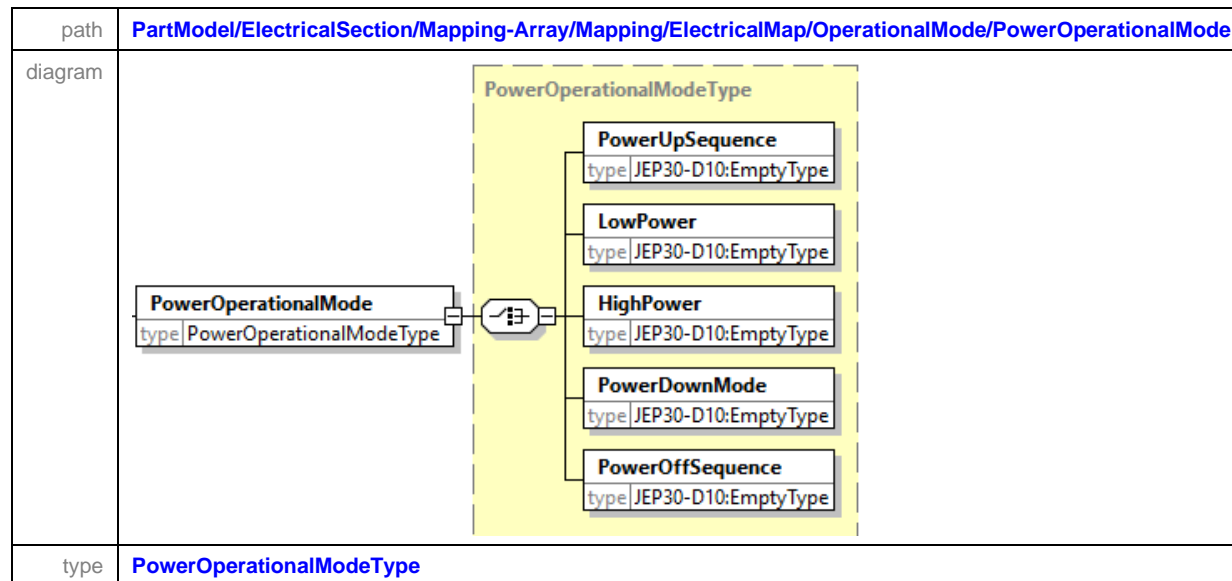 path PartModel/ElectricalSection/Mapping-Array/Mapping/ElectricalMap/OperationalMode/PowerOperationalMode
diagram
PowerOperationalModeType
PowerUpSequence
type JEP30-D10:EmptyType
LowPower
type JEP30-D10:EmptyType
PowerOperationalMode
type PowerOperationalModeType
HighPower
type JEP30-D10:EmptyType
PowerDownMode
type JEP30-D10:EmptyType
PowerOffSequence
type JEP30-D10:EmptyType
type PowerOperationalModeType